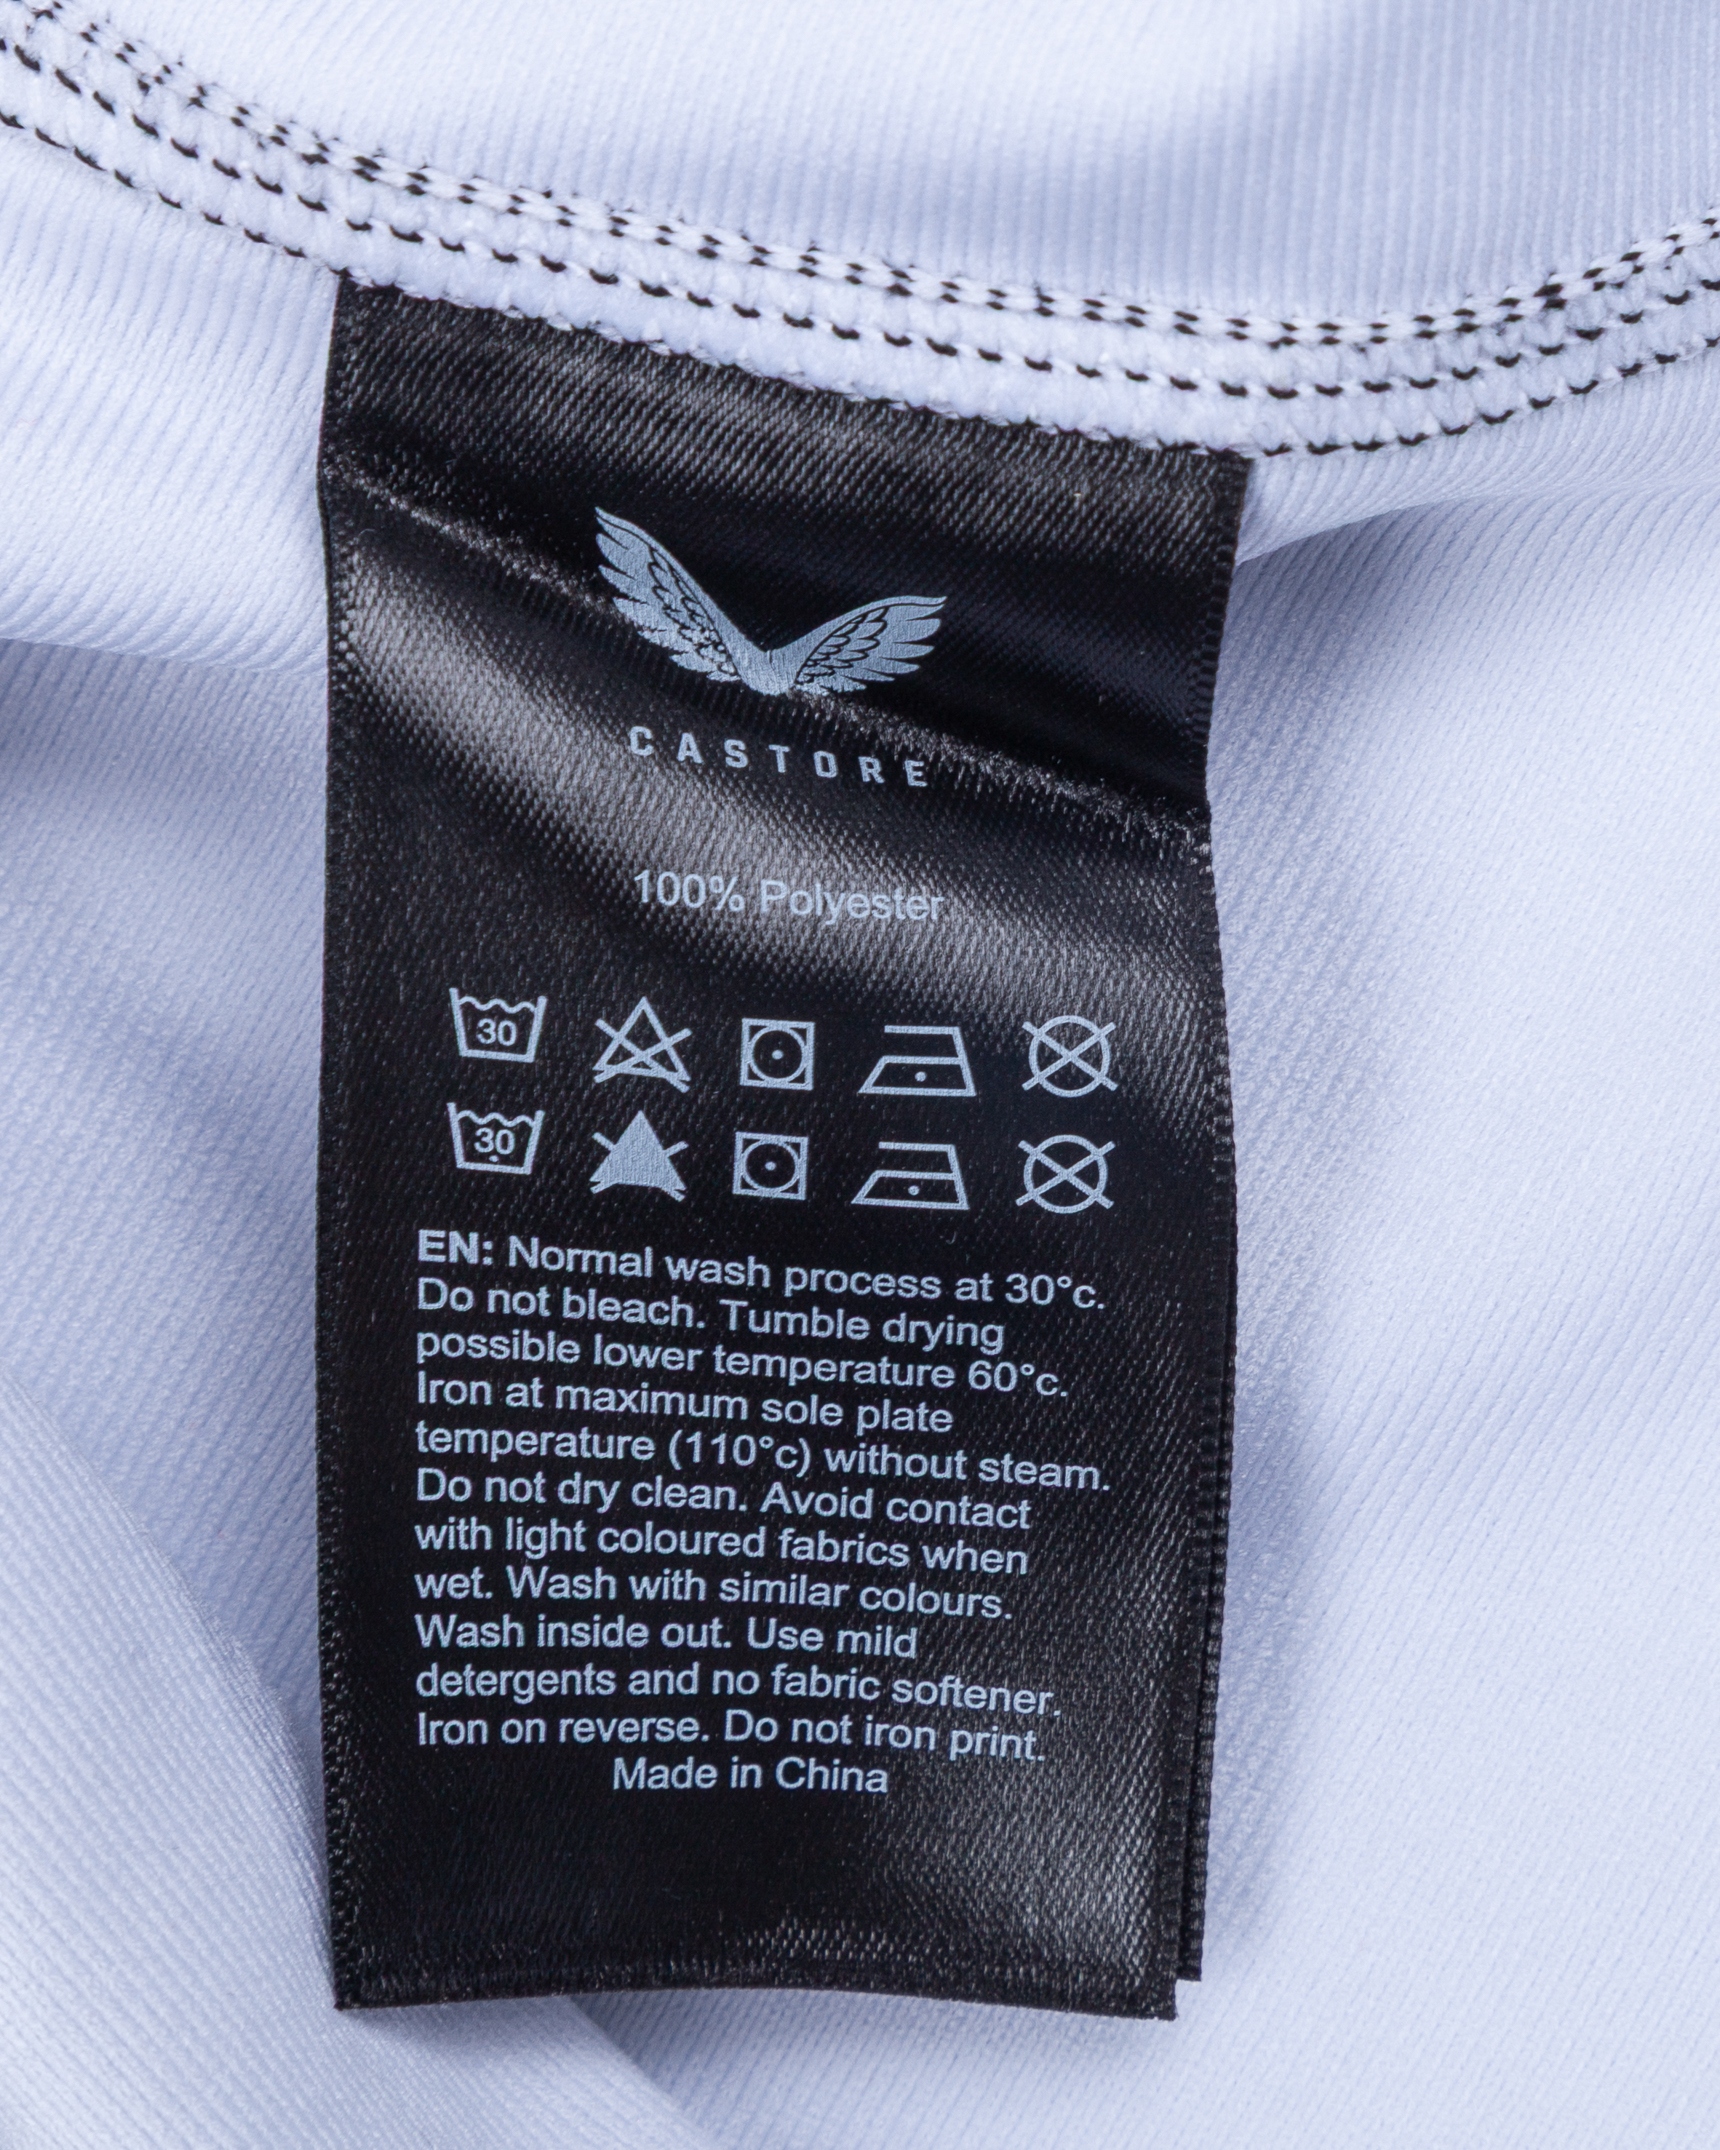 CASTORE
100% Polyester
30
30
EN: Normal wash process at 30°c.
Do not bleach. Tumble drying
possible lower temperature 60°c.
Iron at maximum sole plate
temperature (110°c) without steam.
Do not dry clean. Avoid contact
with light coloured fabrics when
wet. Wash with similar colours.
Wash inside out. Use mild
detergents and no fabric softener.
Iron on reverse. Do not iron print.
Made in China